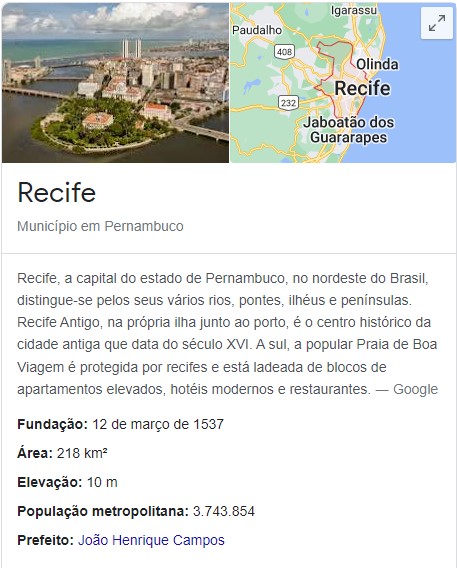 Igarassu
Paudalho
408
Olinda
Recife
232
Jaboatão dos
Guararapes
Recife
Município em Pernambuco
Recife, a capital do estado de Pernambuco, no nordeste do Brasil,
distingue-se pelos seus vários rios, pontes, ilhéus e penínsulas.
Recife Antigo, na própria ilha junto ao porto, é o centro histórico da
cidade antiga que data do século XVI. A sul, a popular Praia de Boa
Viagem é protegida por recifes e está ladeada de blocos de
apartamentos elevados, hotéis modernos e restaurantes. — Google
Fundação: 12 de março de 1537
Área: 218 km²
Elevação: 10 m
População metropolitana: 3.743.854
Prefeito: João Henrique Campos